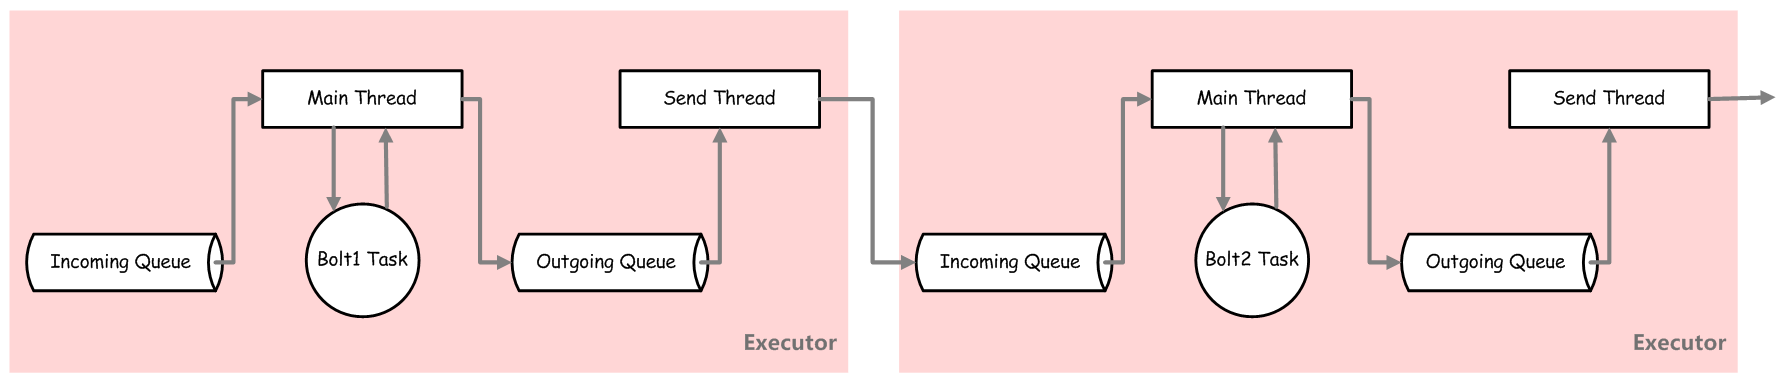 Main Thread
Send Thread
Incoming Queue
Bolt1 Task
Outgoing Queue
Executor
Main Thread
Send Thread
Incoming Queue
Bolt2 Task
Outgoing Queue
Executor